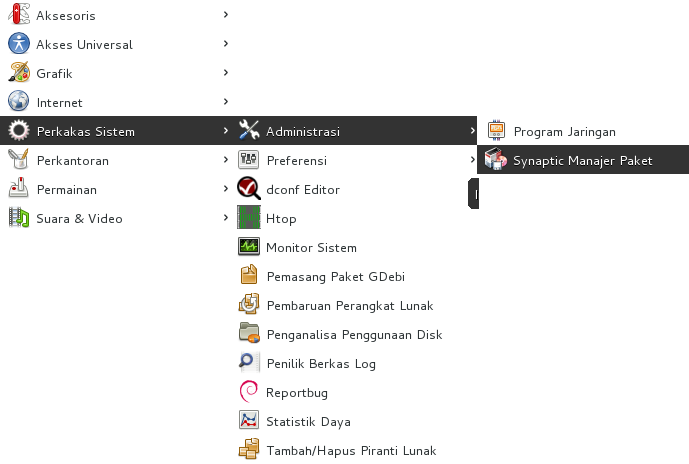 Aksesoris
Akses Universal
Grafik
Internet
Perkakas Sistem
Perkantoran
Permainan
Suara & Video
Administrasi
Preferensi
dconf Editor
Htop
Monitor Sistem
Pemasang Paket GDebi
Pembaruan Perangkat Lunak
Penganalisa Penggunaan Disk
Penilik Berkas Log
Reportbug
Statistik Daya
Tambah/Hapus Piranti Lunak
Program Jaringan
Synaptic Manajer Paket